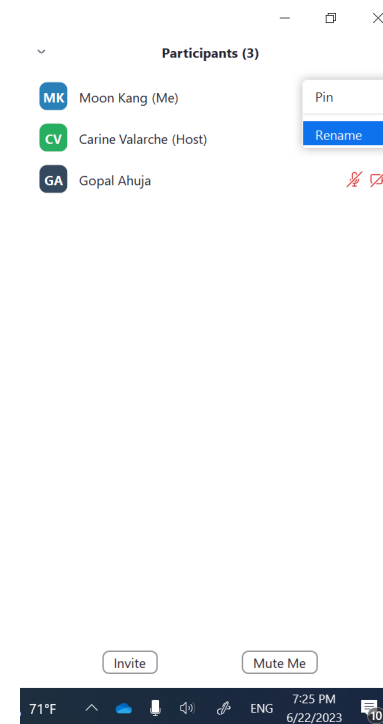 Participants (3)
MK Moon Kang (Me)
Pin
CV Carine Valarche (Host)
Rename
GA Gopal Ahuja
Invite
Mute Me
71°F
ENG
7:25 PM
6/22/2023
10